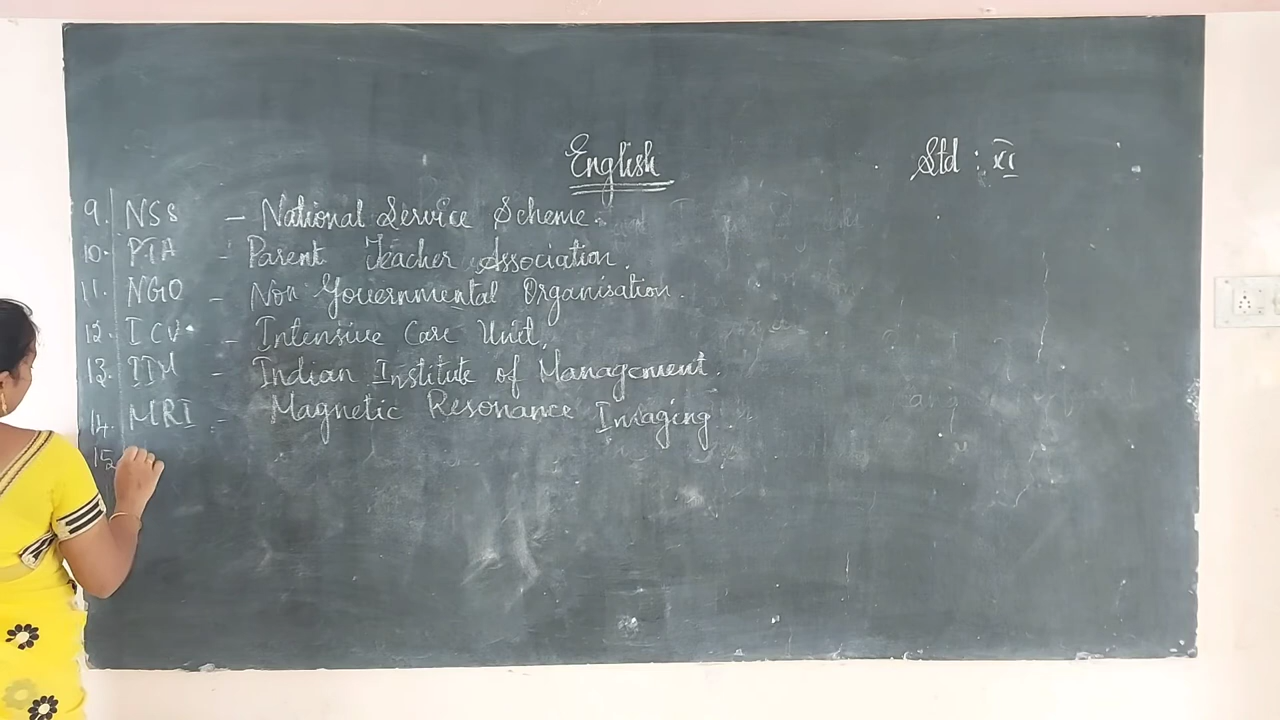 English
Std : XI
9. NSS - National Service Scheme.
10. PTA - Parent Teacher Association.
11. NGO - Non Governmental Organisation.
12. ICU - Intensive Care Unit.
13. IIM - Indian Institute of Management.
14. MRI - Magnetic Resonance Imaging.
15